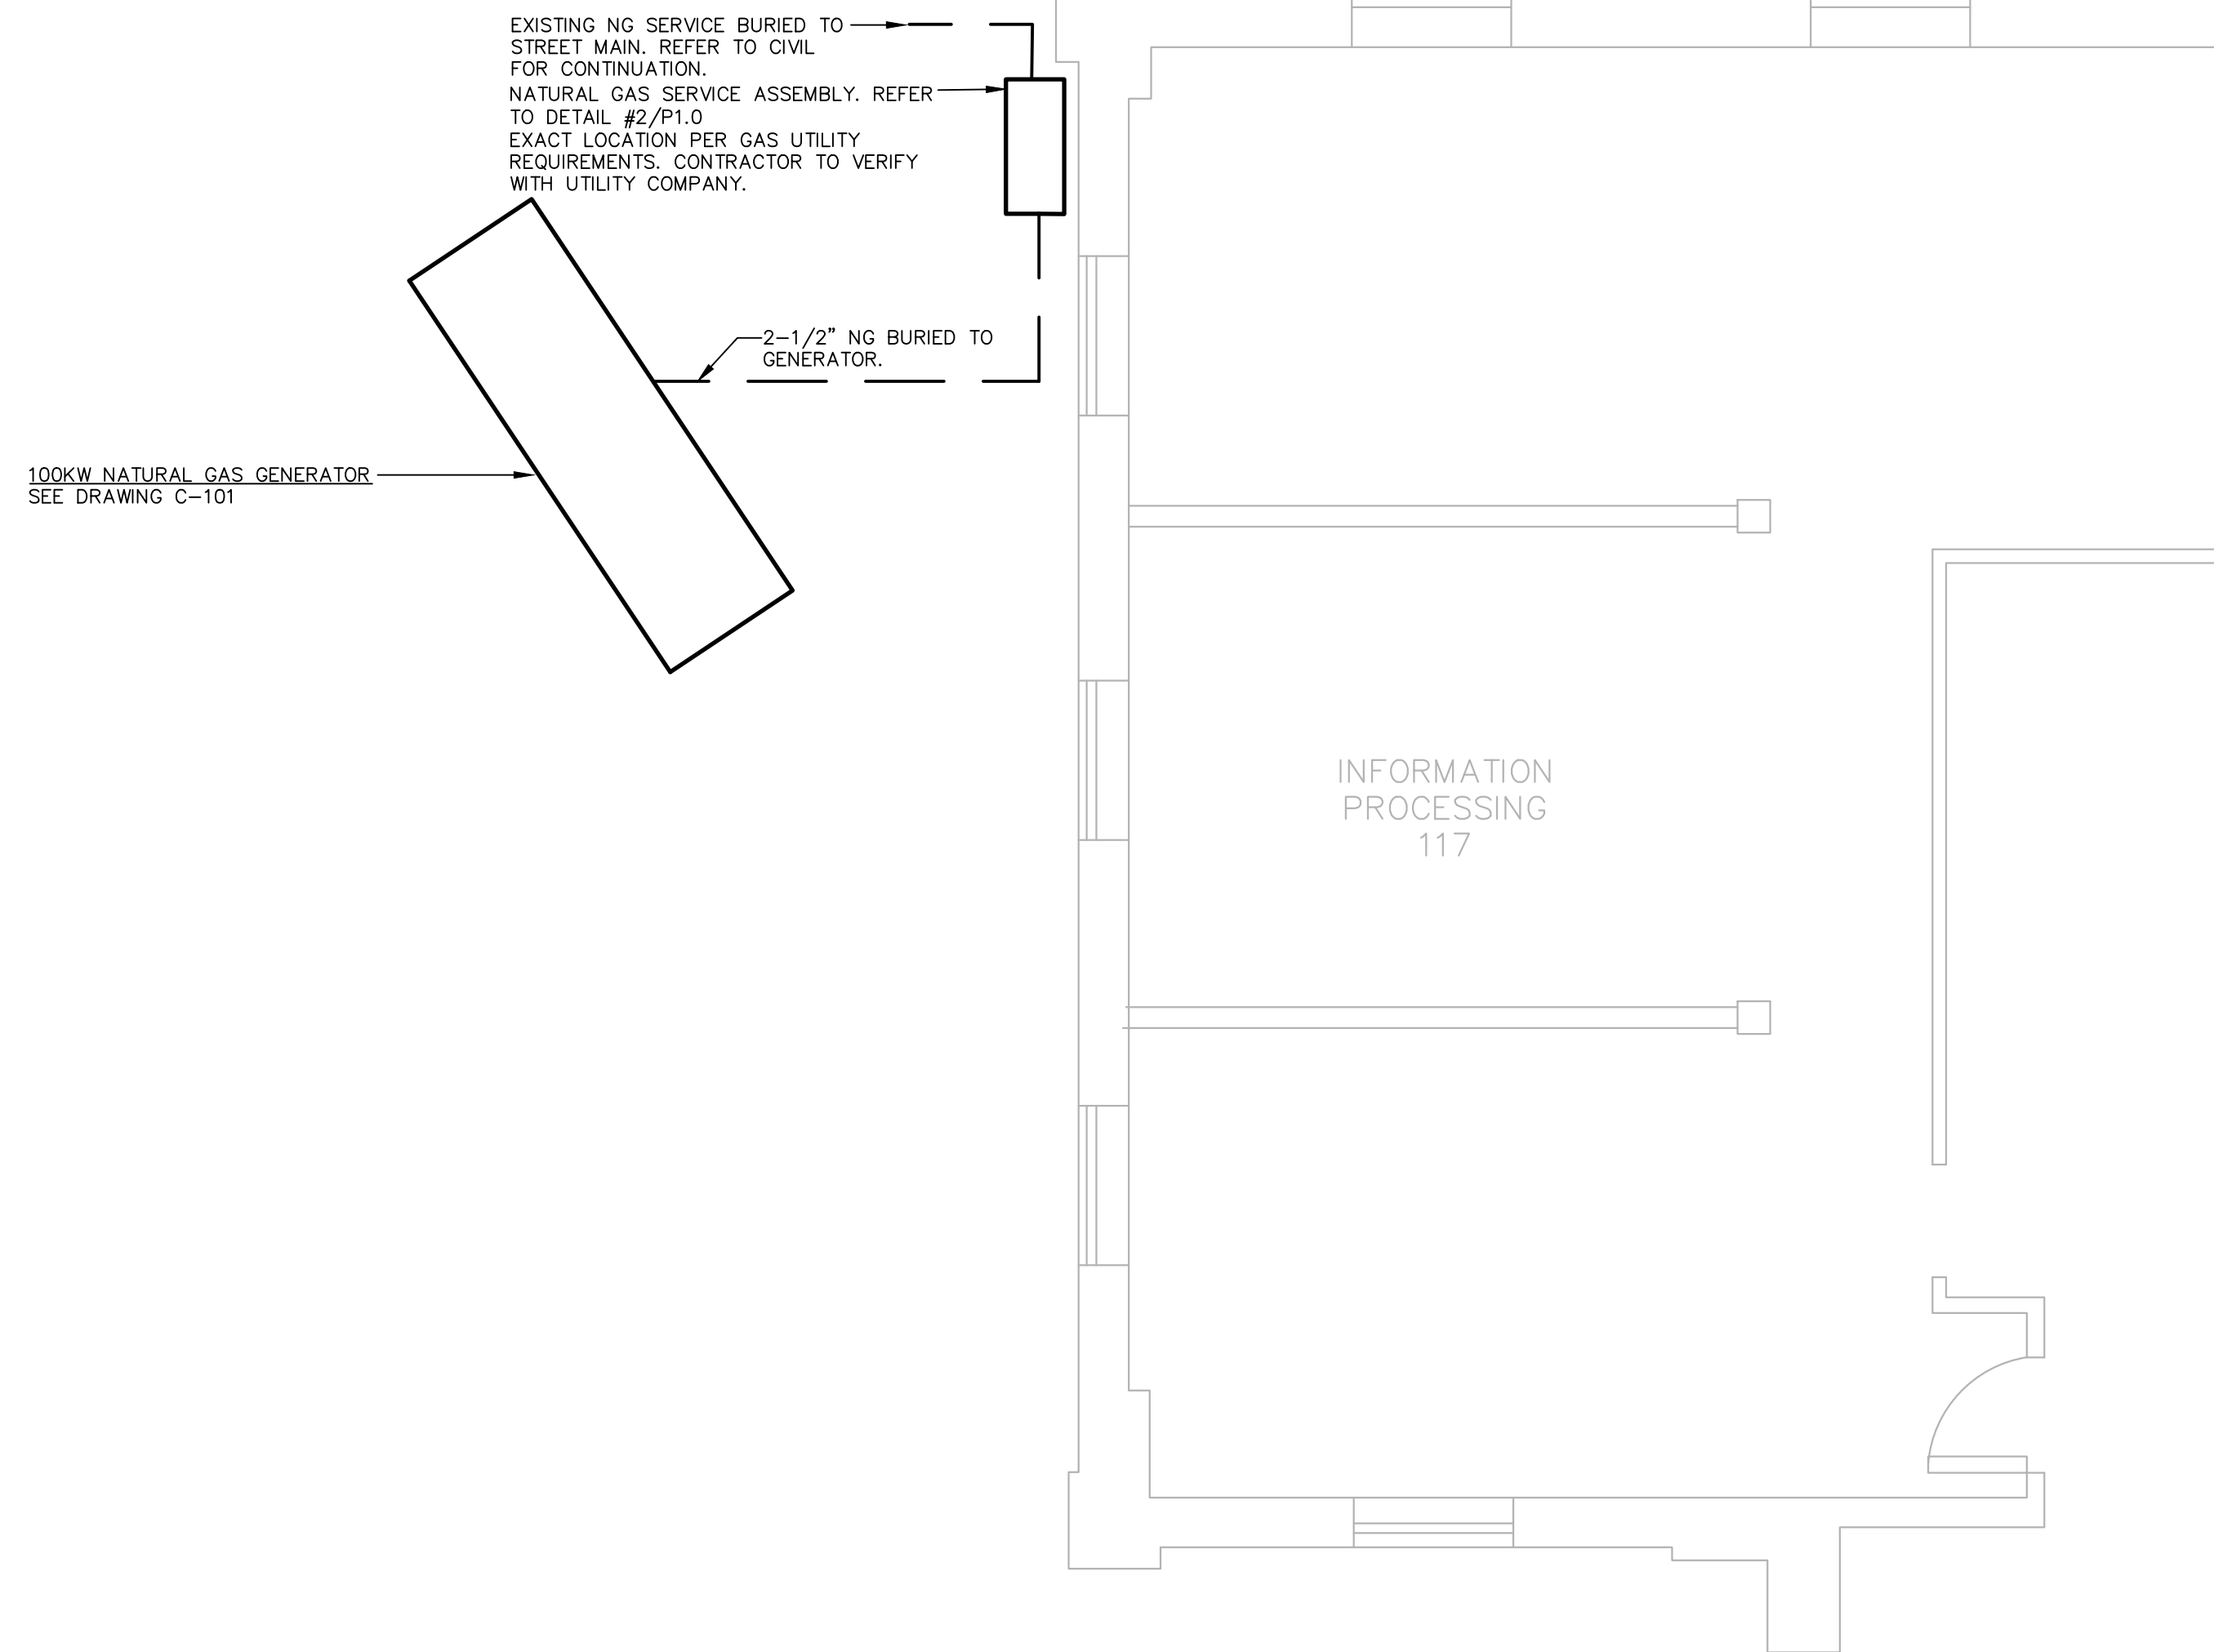 EXISTING NG SERVICE BURIED TO
STREET MAIN. REFER TO CIVIL
FOR CONTINUATION.
NATURAL GAS SERVICE ASSEMBLY. REFER
TO DETAIL #2/P1.0
EXACT LOCATION PER GAS UTILITY
REQUIREMENTS. CONTRACTOR TO VERIFY
WITH UTILITY COMPANY.
2-1/2" NG BURIED TO
GENERATOR.
100KW NATURAL GAS GENERATOR
SEE DRAWING C-101
INFORMATION
PROCESSING
117